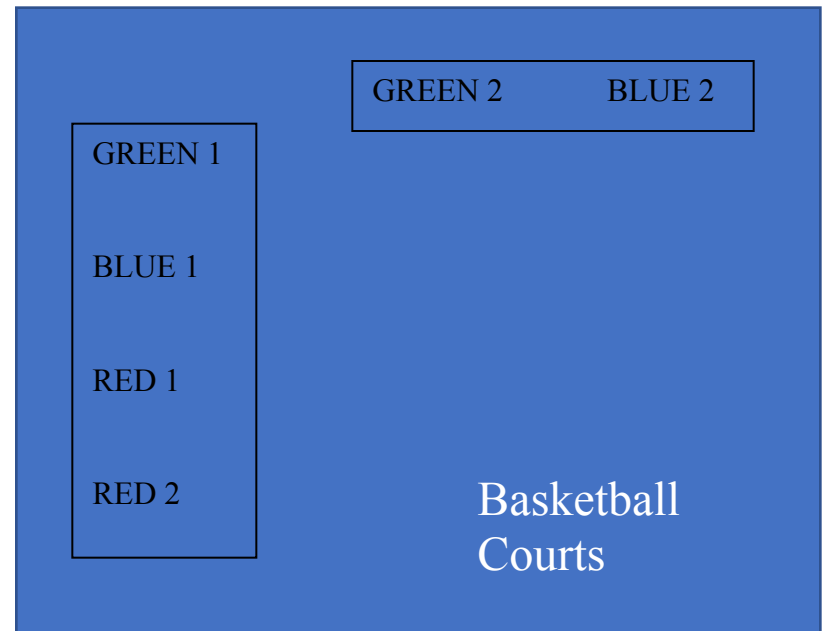 GREEN 2 BLUE 2
GREEN 1
BLUE 1
RED 1
RED 2
Basketball
Courts